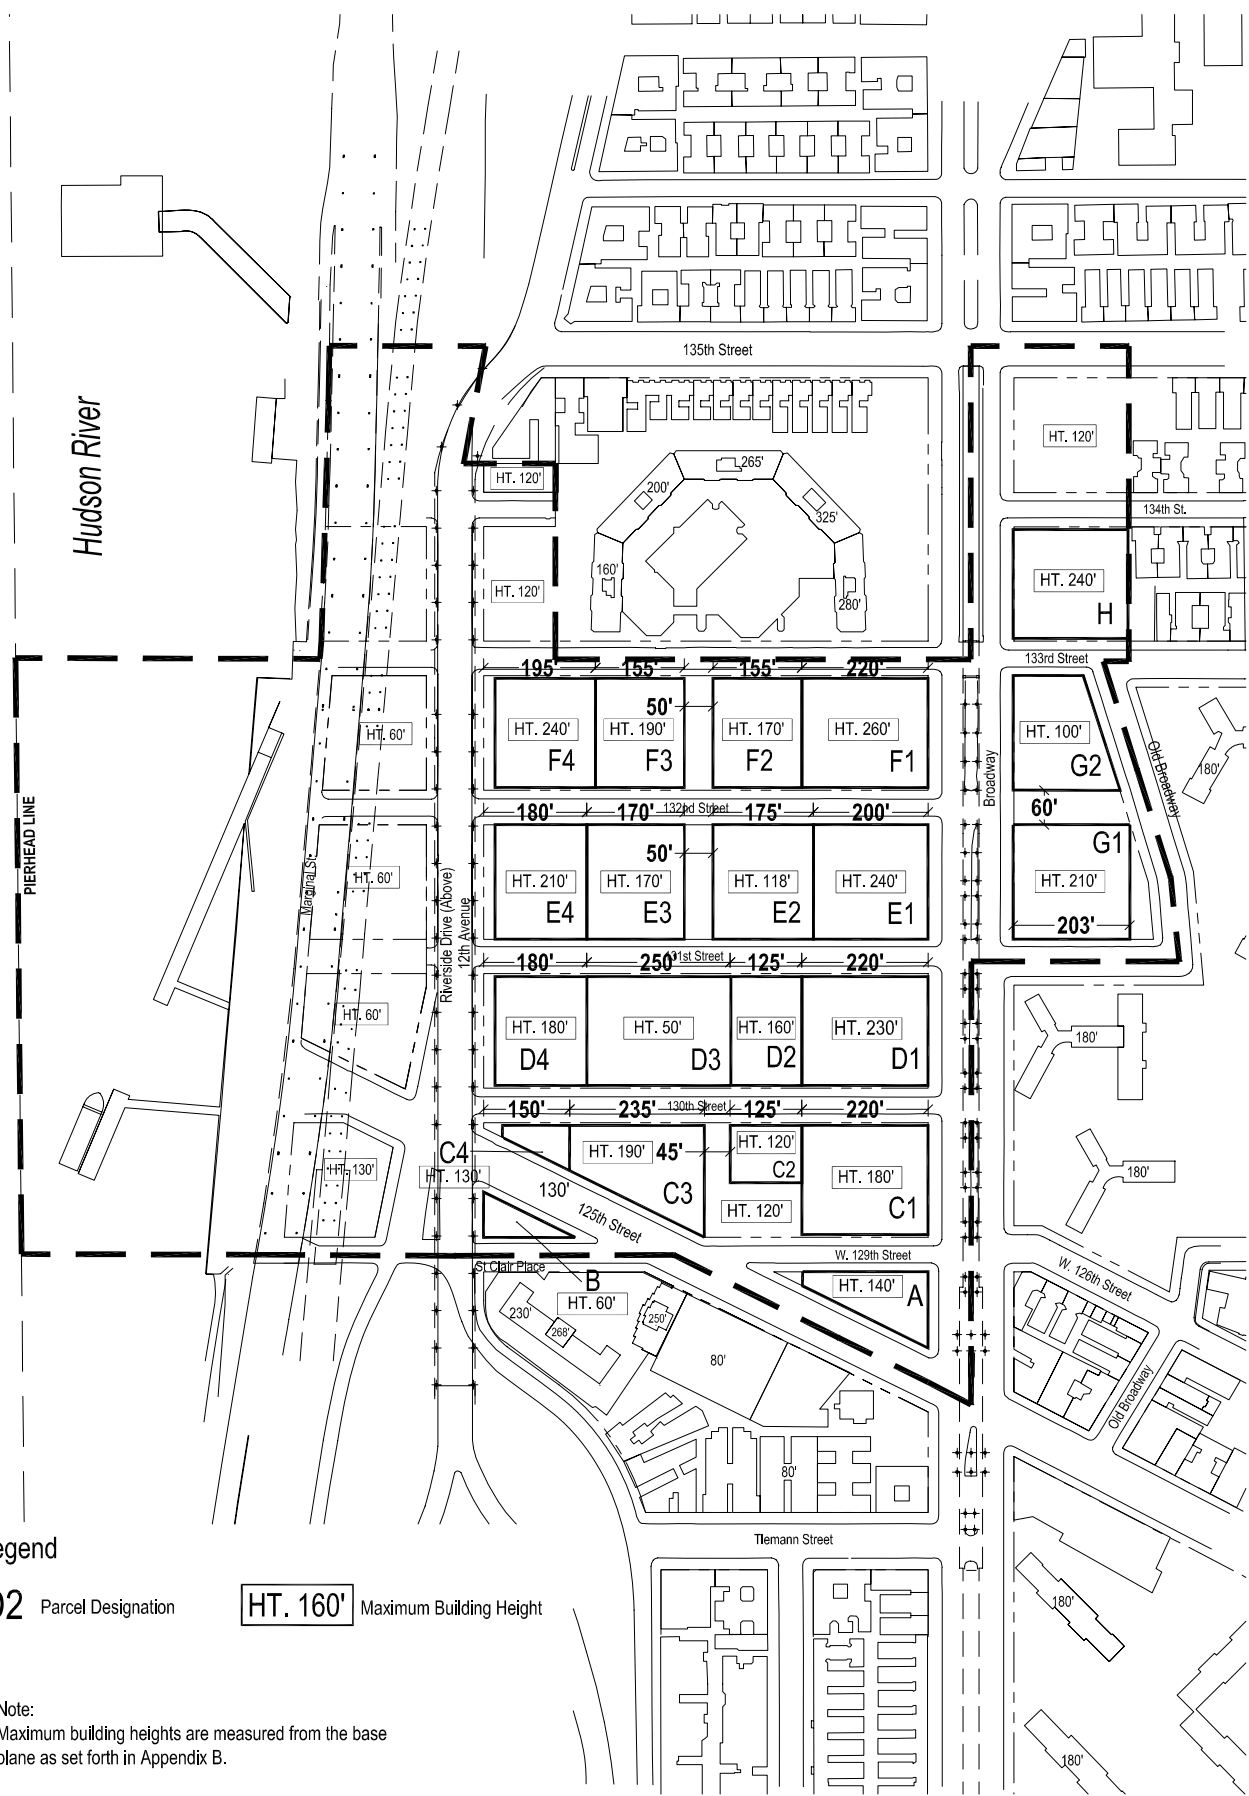 135th Street
Hudson River
HT. 120'
265'
200'
325'
HT. 120'
134th St.
160'
HT. 120'
280'
HT. 240'
H
133rd Street
195'
155'
155'
220'
50'
HT. 60'
HT. 240'
F4
HT. 190'
F3
HT. 170'
F2
HT. 260'
F1
Broadway
HT. 100'
G2
Old Broadway
180'
PIERHEAD LINE
180'
170'
132nd Street
175'
200'
60'
50'
G1
Marginal St.
HT. 60'
Riverside Drive (Above)
12th Avenue
HT. 210'
E4
HT. 170'
E3
HT. 118'
E2
HT. 240'
E1
HT. 210'
203'
180'
250'
131st Street
125'
220'
HT. 60'
HT. 180'
D4
HT. 50'
D3
HT. 160'
D2
HT. 230'
D1
180'
150'
235'
130th Street
125'
220'
C4
HT. 190'
45'
HT. 120'
C2
HT. 130'
HT. 130'
130'
C3
HT. 180'
C1
180'
125th Street
HT. 120'
W. 129th Street
St Clair Place
B
HT. 60'
HT. 140'
A
W. 126th Street
230'
268'
250'
80'
Old Broadway
80'
Tiemann Street
egend
D2 Parcel Designation
HT. 160' Maximum Building Height
180'
Note:
Maximum building heights are measured from the base
plane as set forth in Appendix B.
180'